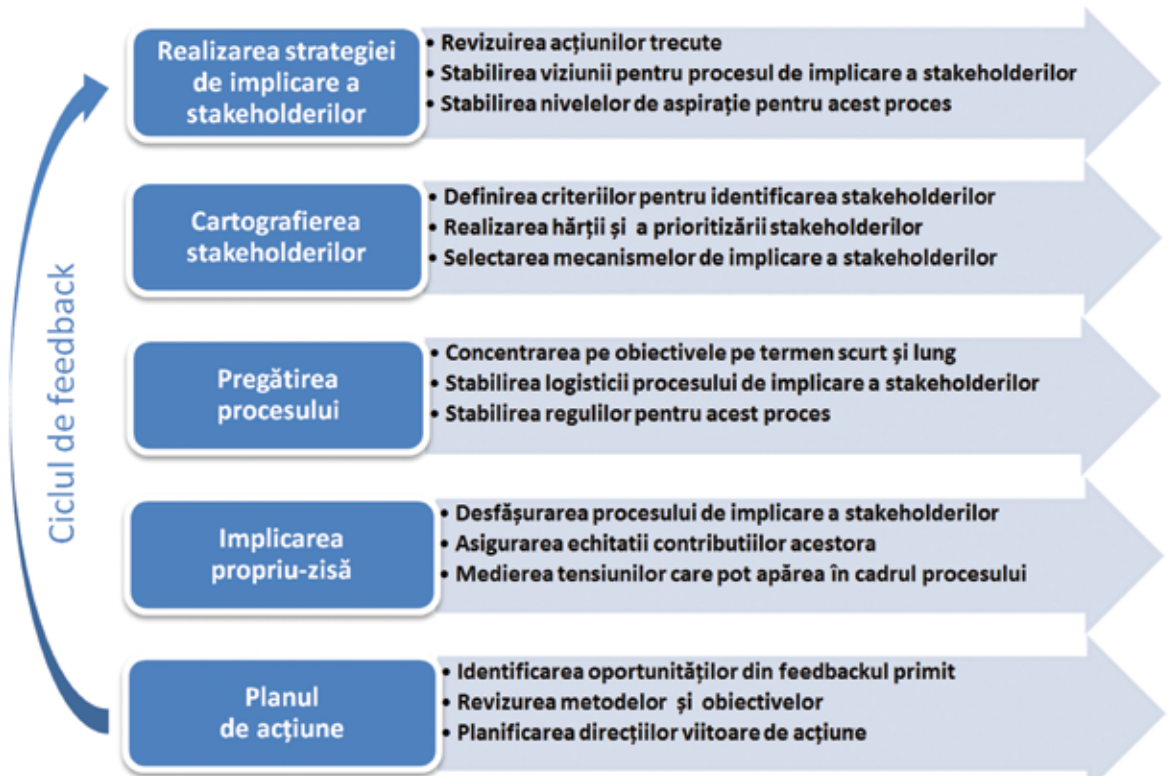 Realizarea strategiei
de implicare a
stakeholderilor
• Revizuirea acțiunilor trecute
• Stabilirea viziunii pentru procesul de implicare a stakeholderilor
• Stabilirea nivelelor de aspirație pentru acest proces
Cartografierea
stakeholderilor
• Definirea criteriilor pentru identificarea stakeholderilor
• Realizarea hărții și a prioritizării stakeholderilor
• Selectarea mecanismelor de implicare a stakeholderilor
Pregătirea
procesului
• Concentrarea pe obiectivele pe termen scurt și lung
• Stabilirea logisticii procesului de implicare a stakeholderilor
• Stabilirea regulilor pentru acest proces
Implicarea
propriu-zisă
• Desfășurarea procesului de implicare a stakeholderilor
• Asigurarea echitatii contributiilor acestora
• Medierea tensiunilor care pot apărea în cadrul procesului
Planul
de acțiune
• Identificarea oportunităților din feedbackul primit
• Revizurea metodelor și obiectivelor
• Planificarea direcțiilor viitoare de acțiune
Ciclul de feedback